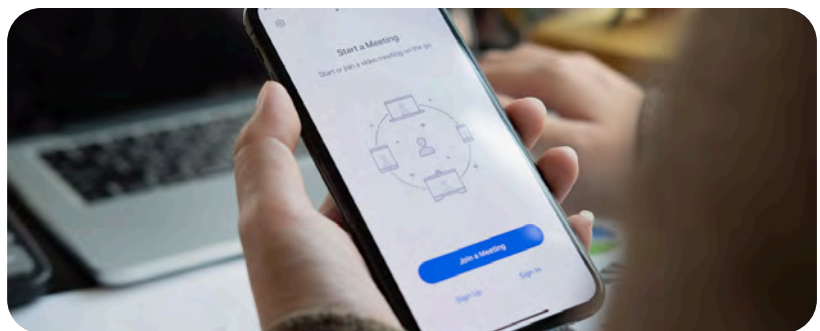 Start a Meeting
Start or join a video meeting on the go
Join a Meeting
Sign Up
Sign In